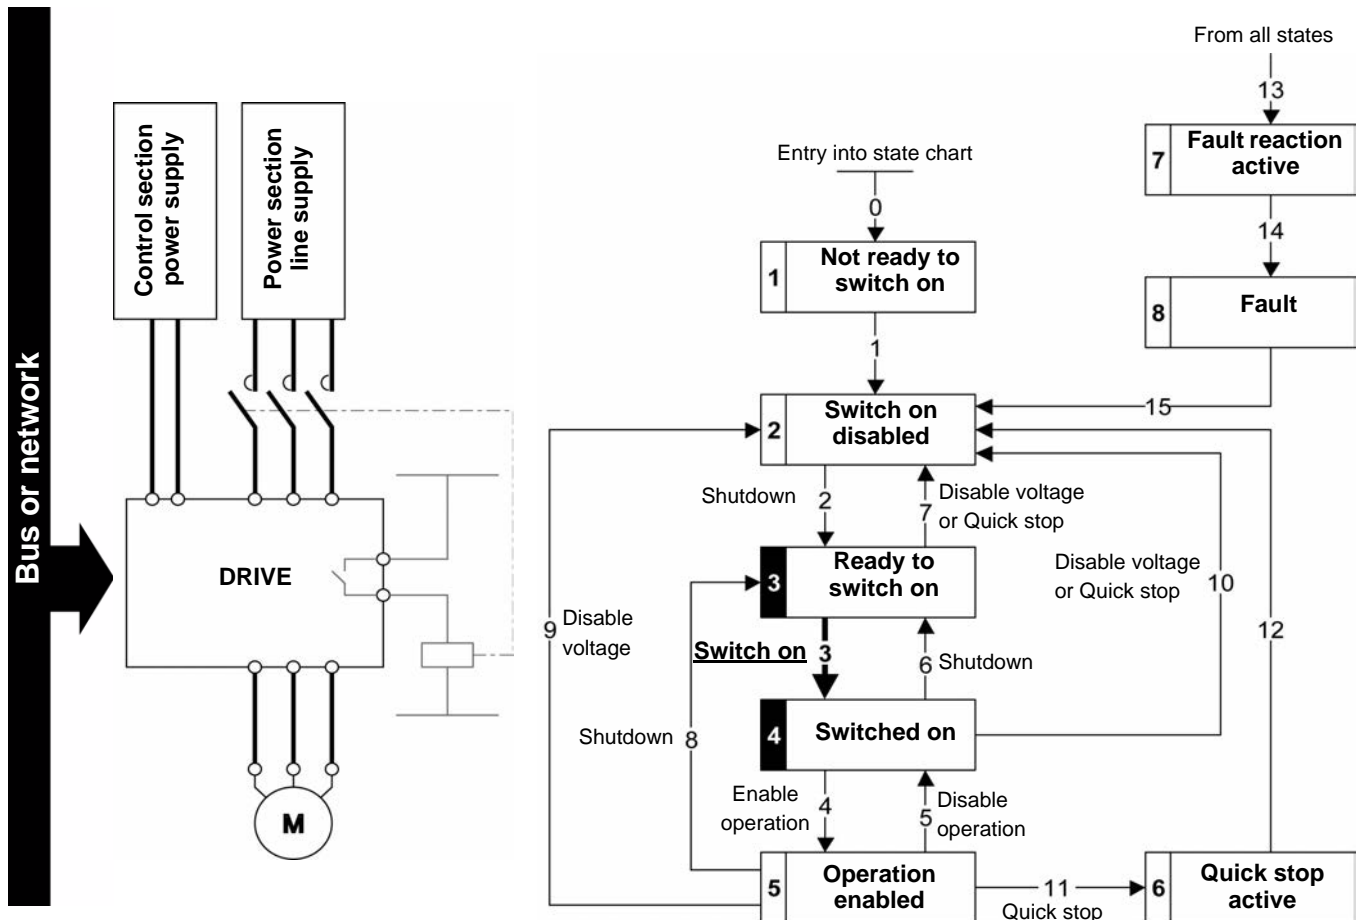 Bus or network
Control section
power supply
Power section
line supply
DRIVE
M
From all states
13
7
Fault reaction
active
14
8
Fault
15
Entry into state chart
0
1
Not ready to
switch on
1
2
Switch on
disabled
Shutdown
2
7
Disable voltage
or Quick stop
3
Ready to
switch on
Disable voltage
or Quick stop
10
12
9
Disable
voltage
Switch on
3
6
Shutdown
4
Switched on
Shutdown
8
Enable
operation
4
5
Disable
operation
5
Operation
enabled
11
Quick stop
6
Quick stop
active